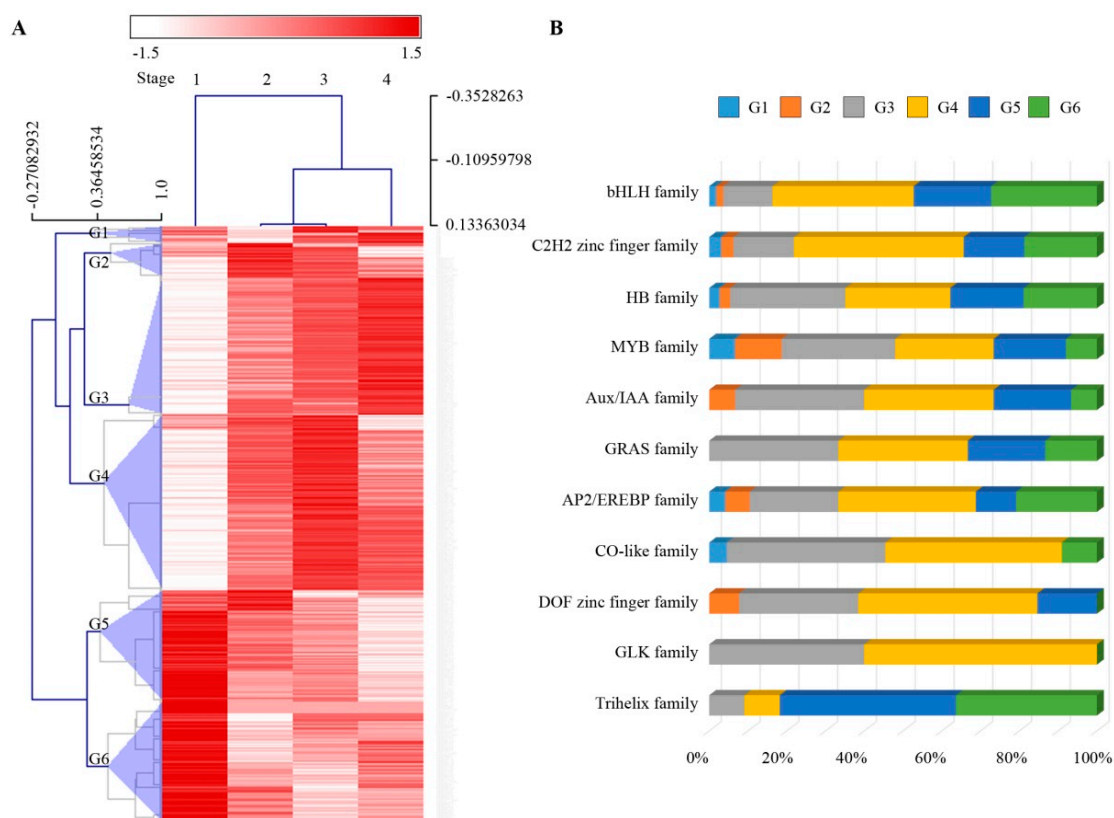 A
-1.5
1.5
Stage
1
2
3
4
-0.3528263
-0.10959798
0.13363034
-0.27082932
0.36458534
1.0
G1
G2
G3
G4
G5
G6
B
G1 G2 G3 G4 G5 G6
bHLH family
C2H2 zinc finger family
HB family
MYB family
Aux/IAA family
GRAS family
AP2/EREBP family
CO-like family
DOF zinc finger family
GLK family
Trihelix family
0% 20% 40% 60% 80% 100%